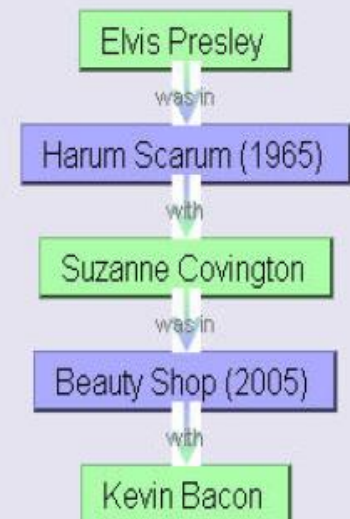 Elvis Presley
was in
Harum Scarum (1965)
with
Suzanne Covington
was in
Beauty Shop (2005)
with
Kevin Bacon